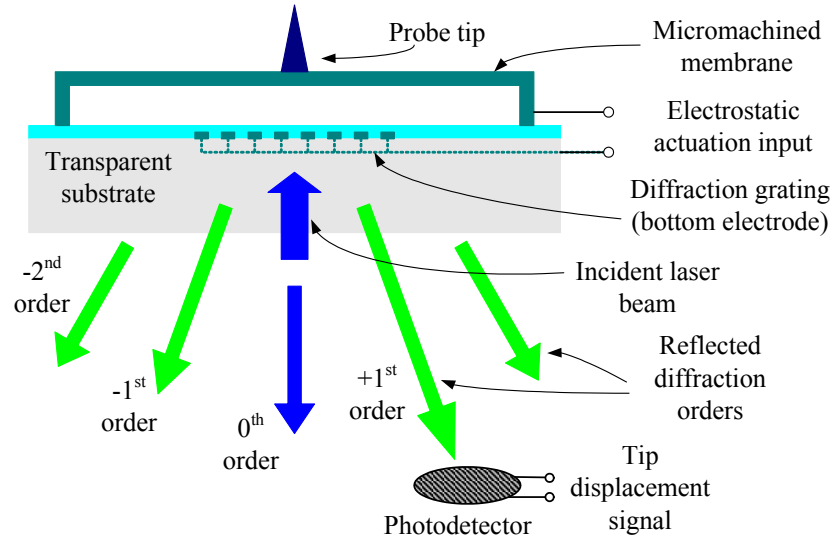 Probe tip
Micromachined
membrane
Electrostatic
actuation input
Transparent
substrate
Diffraction grating
(bottom electrode)
Incident laser
beam
-2nd
order
-1st
order
0th
order
+1st
order
Reflected
diffraction
orders
Tip
displacement
signal
Photodetector